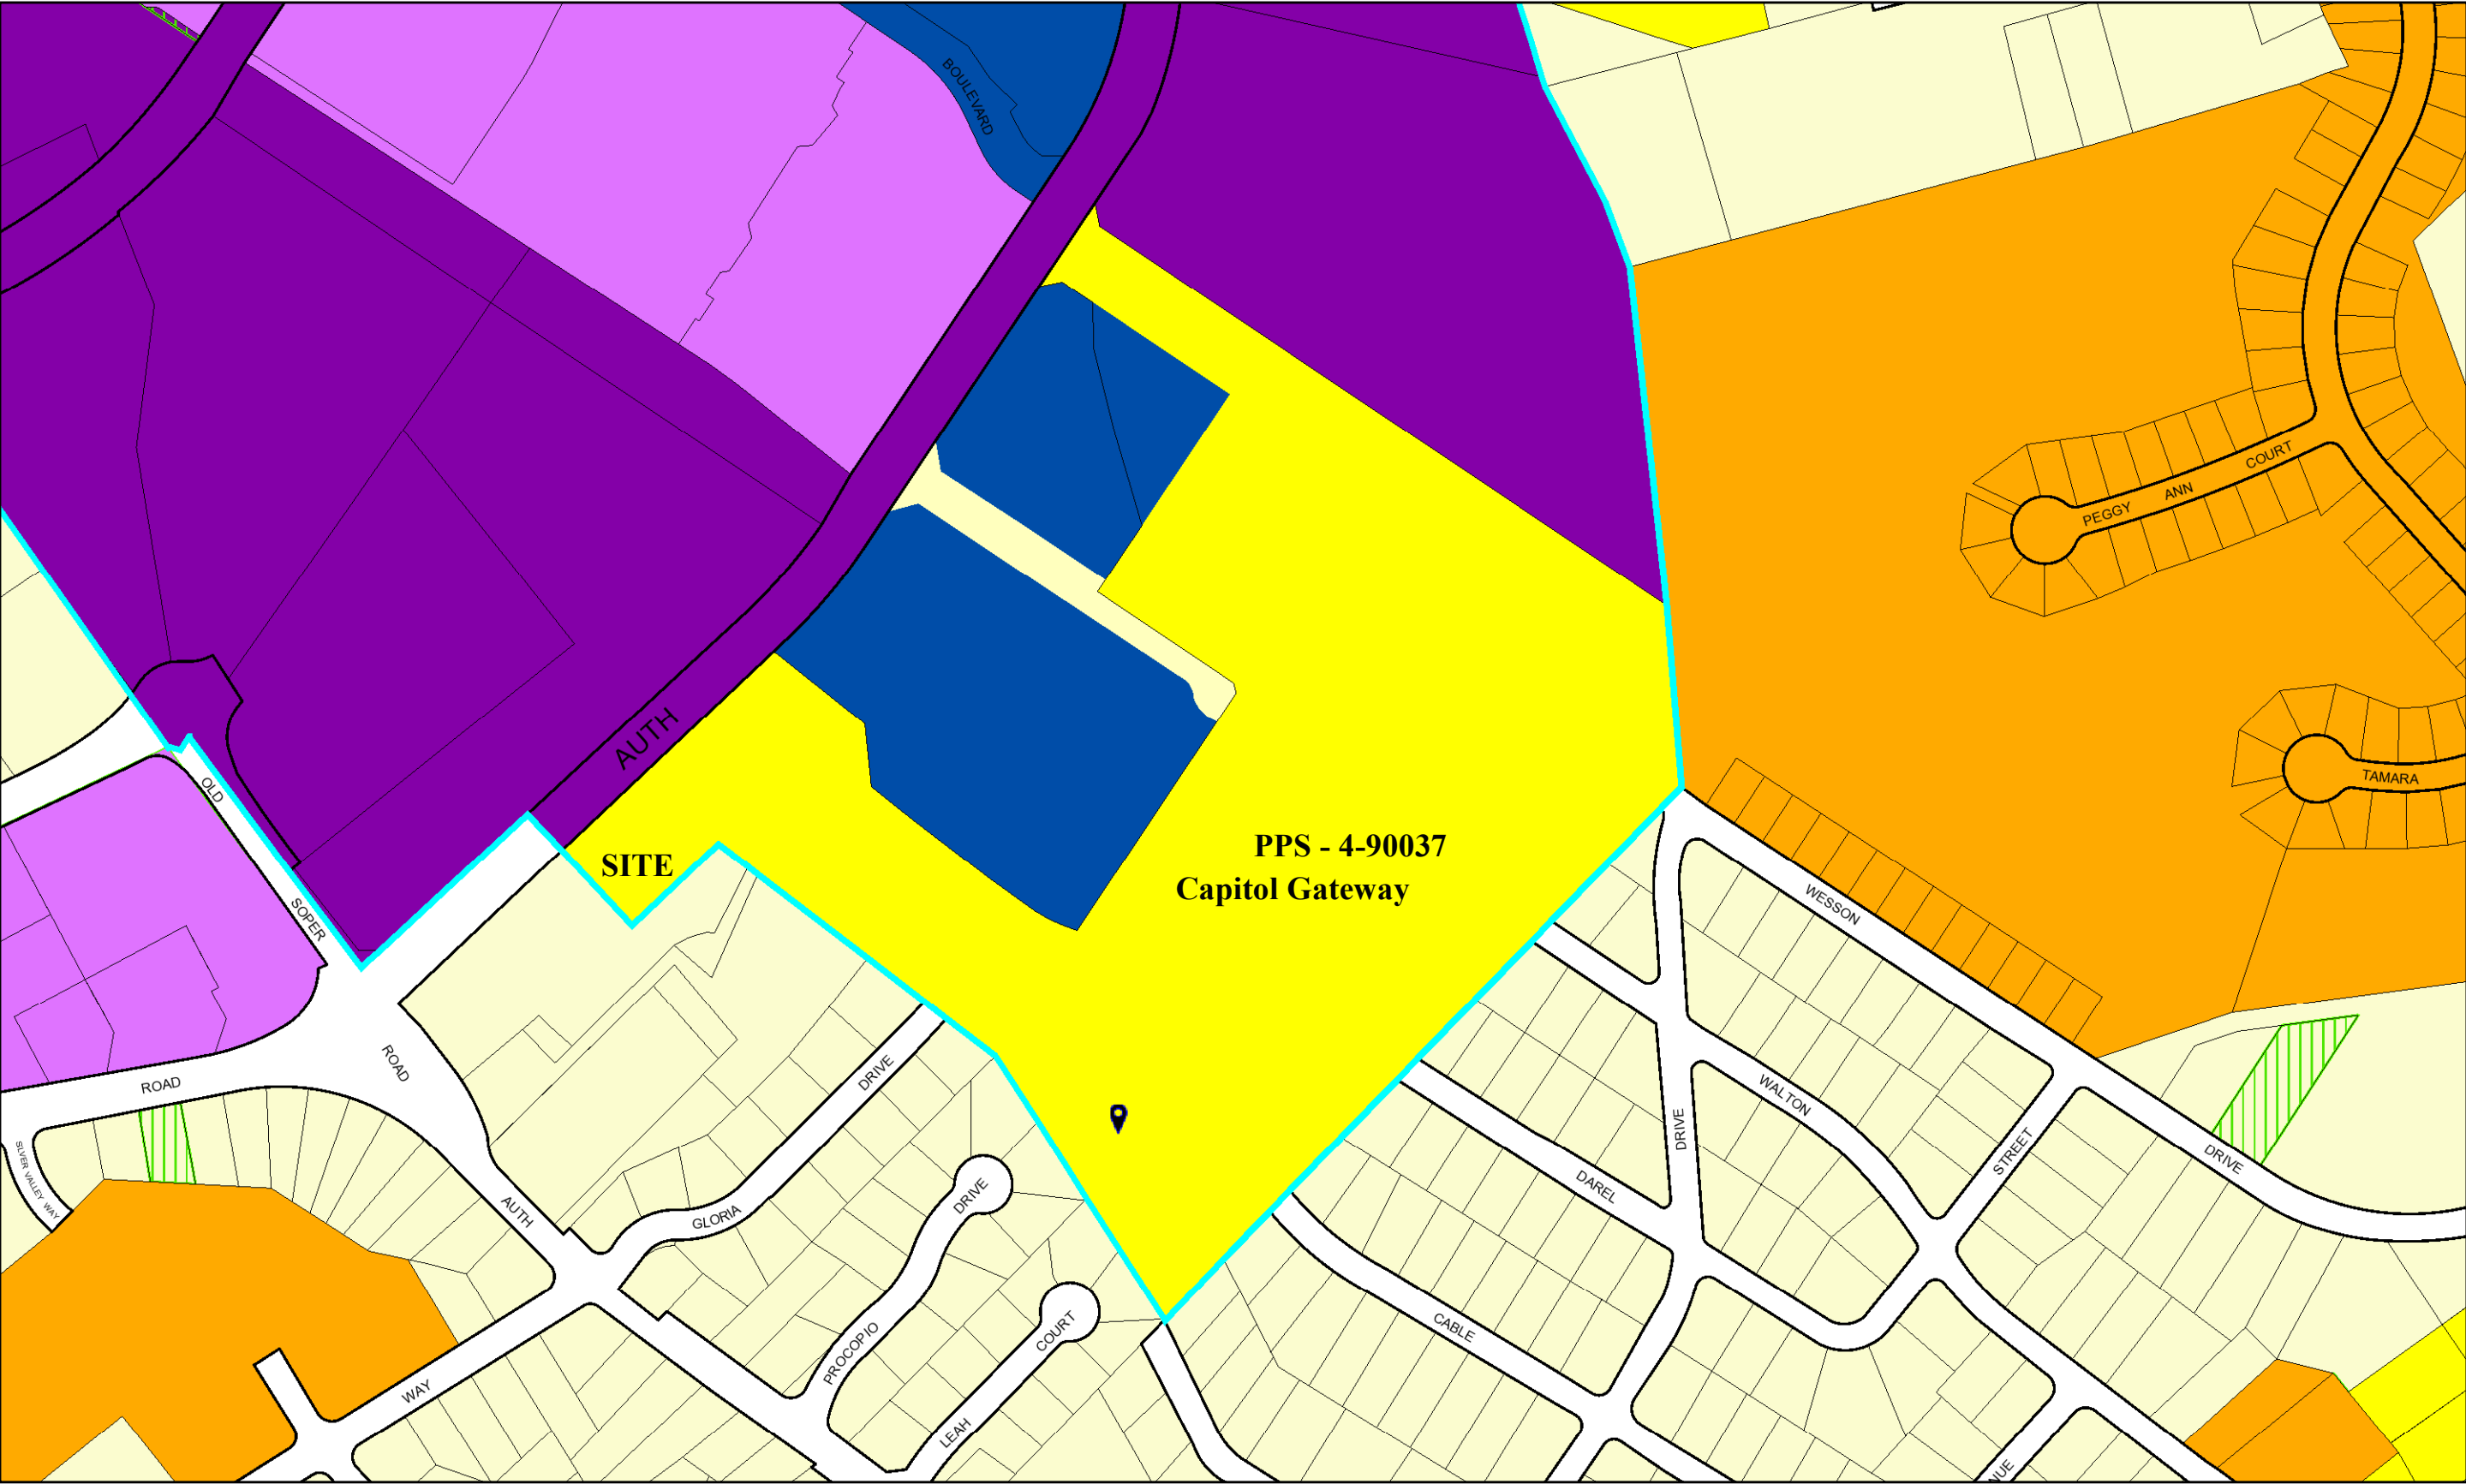 BOULEVARD
COURT
ANN
PEGGY
AUTH
OLD
TAMARA
PPS - 4-90037
SITE
Capitol Gateway
SOPER
WESSON
ROAD
ROAD
DRIVE
WALTON
DRIVE
STREET
SILVER VALLEY WAY
DRIVE
DRIVE
DAREL
AUTH
GLORIA
COURT
CABLE
PROCOPIO
WAY
LEAH
NUE